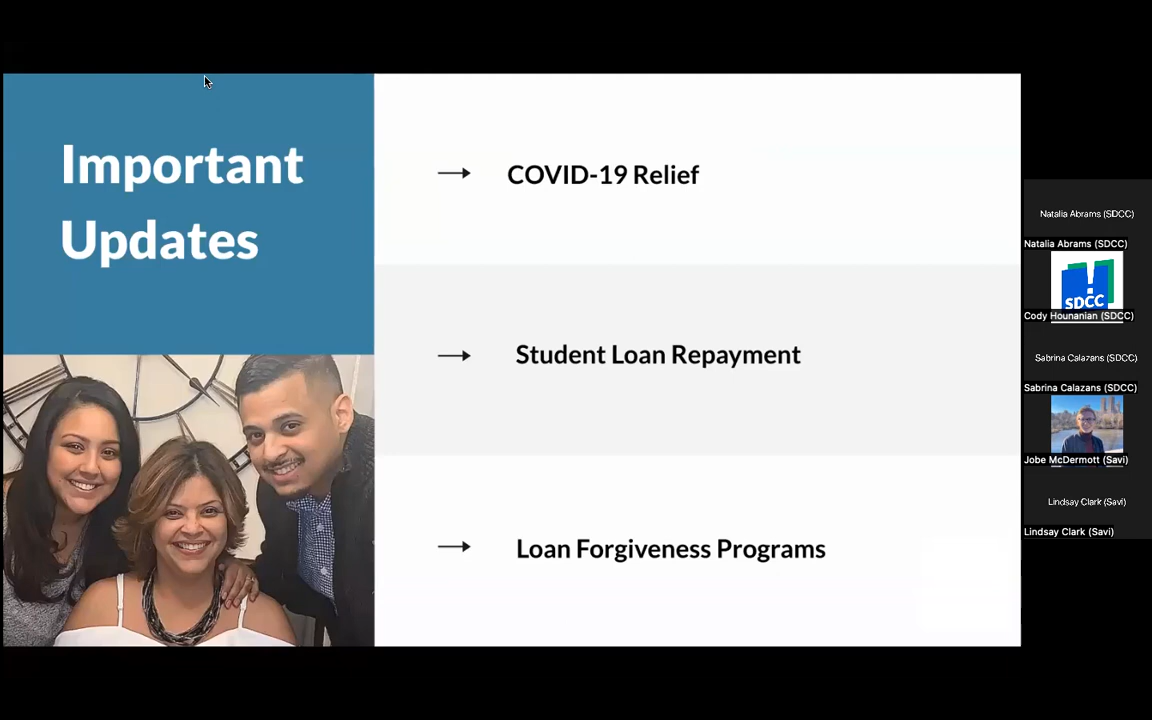 Important
Updates
COVID-19 Relief
Student Loan Repayment
Loan Forgiveness Programs
Natalia Abrams (SDCC)
Natalia Abrams (SDCC)
SDCC
Cody Hounanian (SDCC)
Sabrina Calazans (SDCC)
Sabrina Calazans (SDCC)
Jobe McDermott (Savi)
Lindsay Clark (Savi)
Lindsay Clark (Savi)